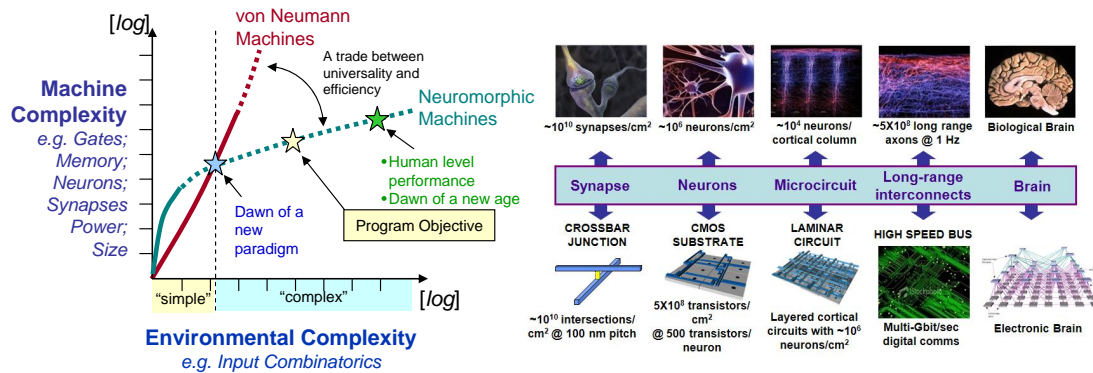 [log]
von Neumann
Machines
A trade between
universality and
efficiency
Machine
Complexity
e.g. Gates;
Memory;
Neurons;
Synapses
Power;
Size
Neuromorphic
Machines
•Human level
performance
•Dawn of a new age
Dawn of a
new
paradigm
Program Objective
“simple”
“complex”
[log]
Environmental Complexity
e.g. Input Combinatorics
~10¹⁰ synapses/cm²
~10⁶ neurons/cm²
~10⁴ neurons/
cortical column
~5X10⁸ long range
axons @ 1 Hz
Biological Brain
Synapse
Neurons
Microcircuit
Long-range
interconnects
Brain
CROSSBAR
JUNCTION
~10¹⁰ intersections/
cm² @ 100 nm pitch
CMOS
SUBSTRATE
5X10⁸ transistors/
cm²
@ 500 transistors/
neuron
LAMINAR
CIRCUIT
Layered cortical
circuits with ~10⁶
neurons/cm²
HIGH SPEED BUS
Multi-Gbit/sec
digital comms
Electronic Brain